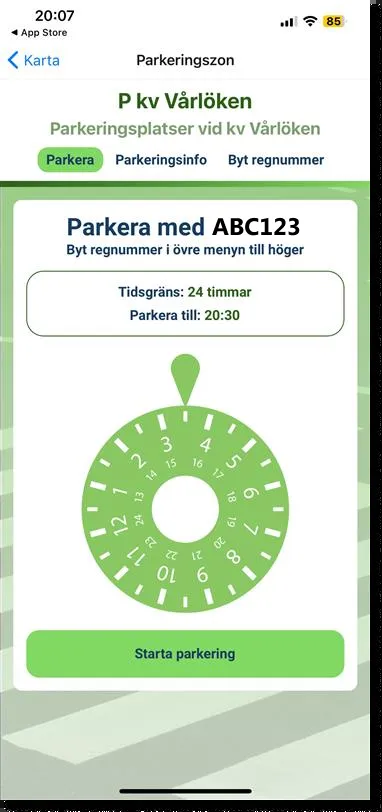 20:07
85
App Store
Karta
Parkeringszon
P kv Vårlöken
Parkeringsplatser vid kv Vårlöken
Parkera Parkeringsinfo Byt regnummer
Parkera med ABC123
Byt regnummer i övre menyn till höger
Tidsgräns: 24 timmar
Parkera till: 20:30
1 2 3 4 5 6 7 8 9 10 11 12
13 14 15 16 17 18 19 20 21 22 23 24
Starta parkering